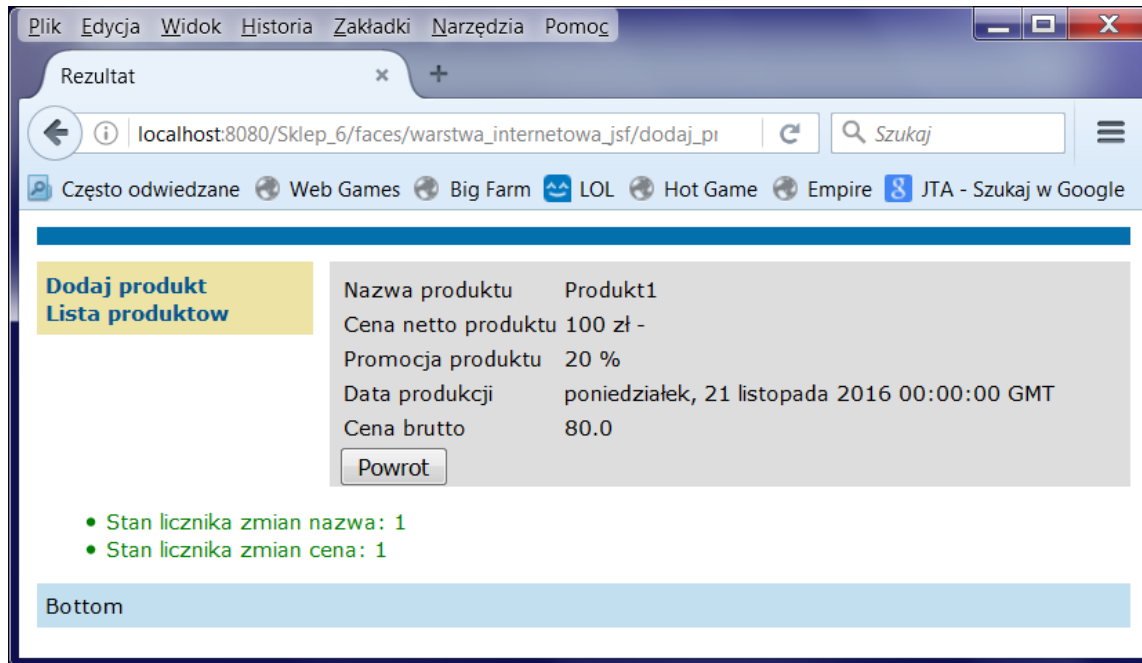 Plik Edycja Widok Historia Zakładki Narzędzia Pomoc
Rezultat
localhost:8080/Sklep_6/faces/warstwa_internetowa_jsf/dodaj_pr
Szukaj
Często odwiedzane Web Games Big Farm LOL Hot Game Empire 8 JTA - Szukaj w Google
Dodaj produkt
Lista produktow
Nazwa produktu Produkt1
Cena netto produktu 100 zł -
Promocja produktu 20 %
Data produkcji poniedziałek, 21 listopada 2016 00:00:00 GMT
Cena brutto 80.0
Powrot
• Stan licznika zmian nazwa: 1
• Stan licznika zmian cena: 1
Bottom